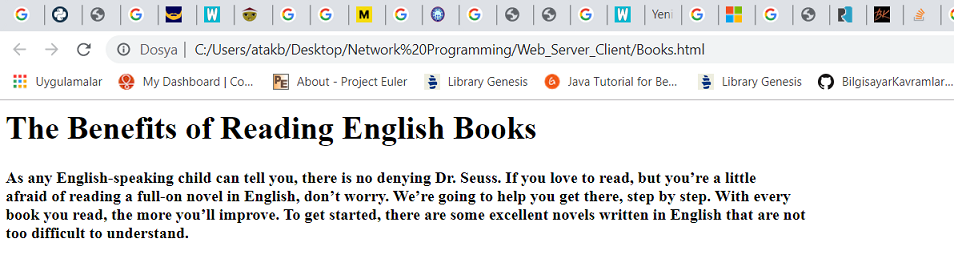 Yeni
Dosya | C:/Users/atakb/Desktop/Network%20Programming/Web_Server_Client/Books.html
Uygulamalar My Dashboard | Co... About - Project Euler Library Genesis Java Tutorial for Be... Library Genesis BilgisayarKavramlar...
The Benefits of Reading English Books
As any English-speaking child can tell you, there is no denying Dr. Seuss. If you love to read, but you’re a little
afraid of reading a full-on novel in English, don’t worry. We’re going to help you get there, step by step. With every
book you read, the more you’ll improve. To get started, there are some excellent novels written in English that are not
too difficult to understand.